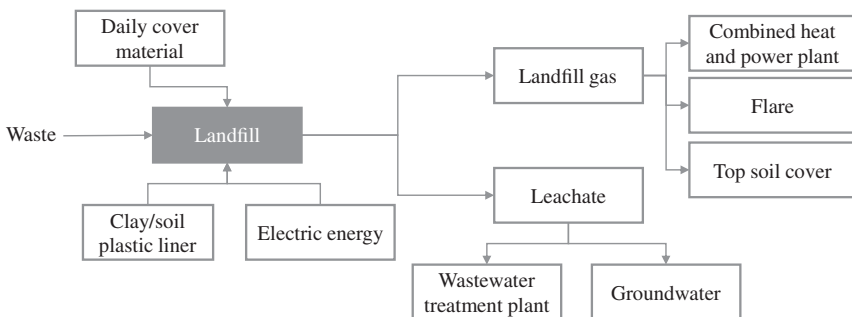 Daily cover
material
Combined heat
and power plant
Landfill gas
Flare
Waste
Landfill
Top soil cover
Leachate
Clay/soil
plastic liner
Electric energy
Wastewater
treatment plant
Groundwater